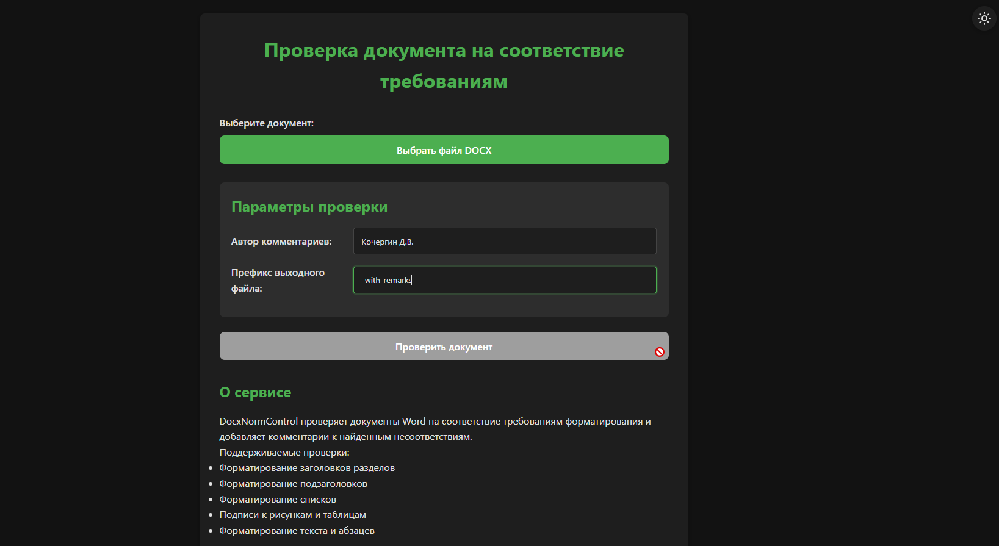 Проверка документа на соответствие
требованиям
Выберите документ:
Выбрать файл DOCX
Параметры проверки
Автор комментариев:
Кочергин Д.В.
Префикс выходного
файла:
_with_remarks
Проверить документ
О сервисе
DocxNormControl проверяет документы Word на соответствие требованиям форматирования и
добавляет комментарии к найденным несоответствиям.
Поддерживаемые проверки:
• Форматирование заголовков разделов
• Форматирование подзаголовков
• Форматирование списков
• Подписи к рисункам и таблицам
• Форматирование текста и абзацев